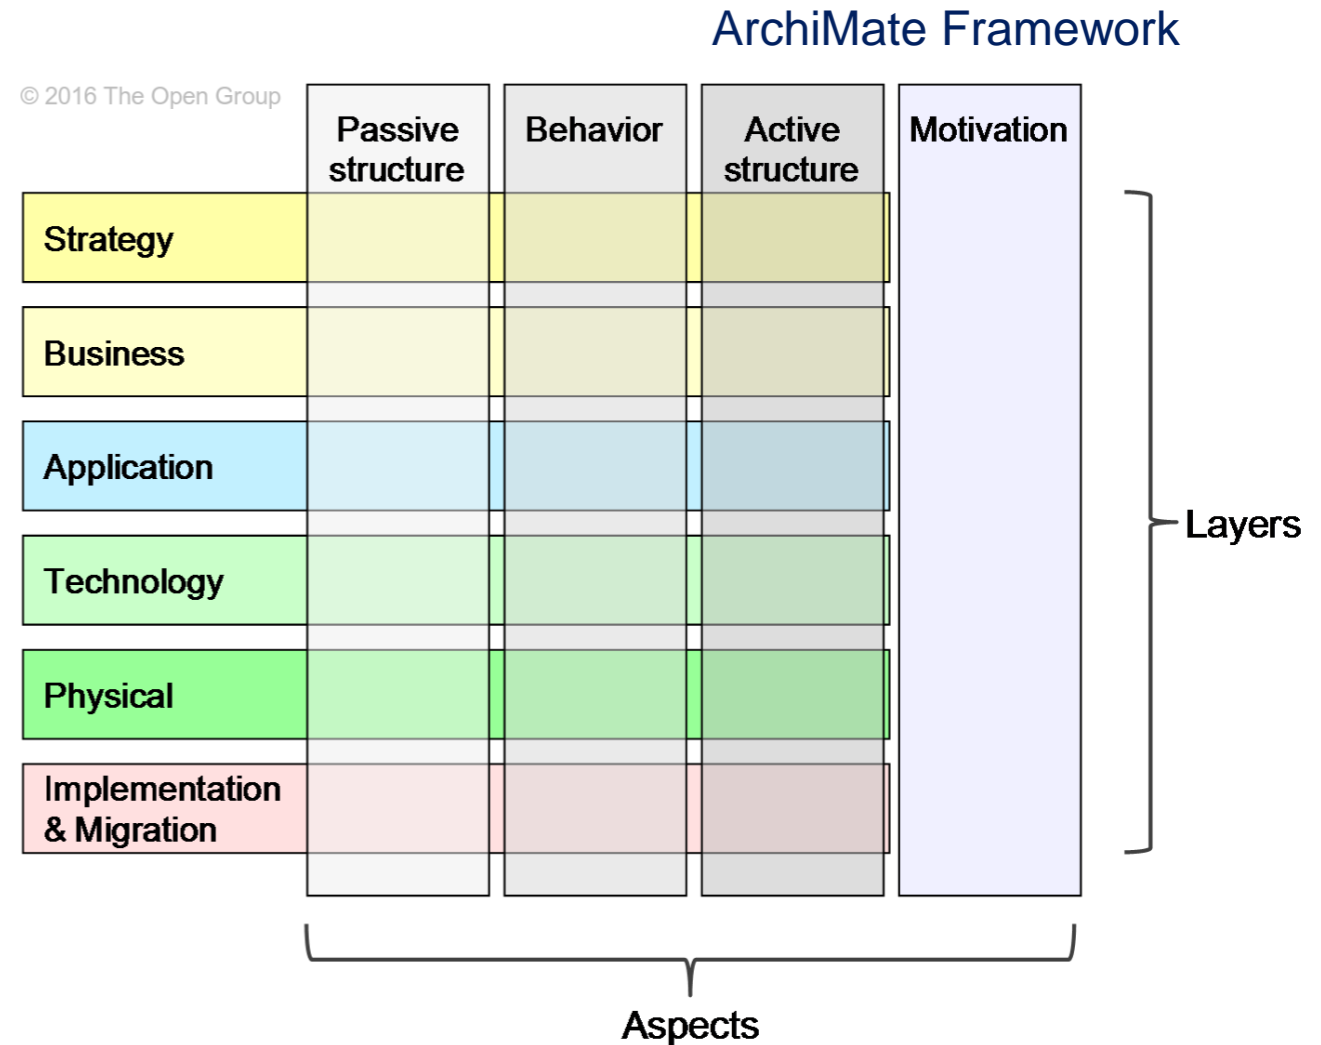 ArchiMate Framework
© 2016 The Open Group
Passive
structure
Behavior
Active
structure
Motivation
Strategy
Business
Application
Technology
Physical
Implementation
& Migration
Layers
Aspects